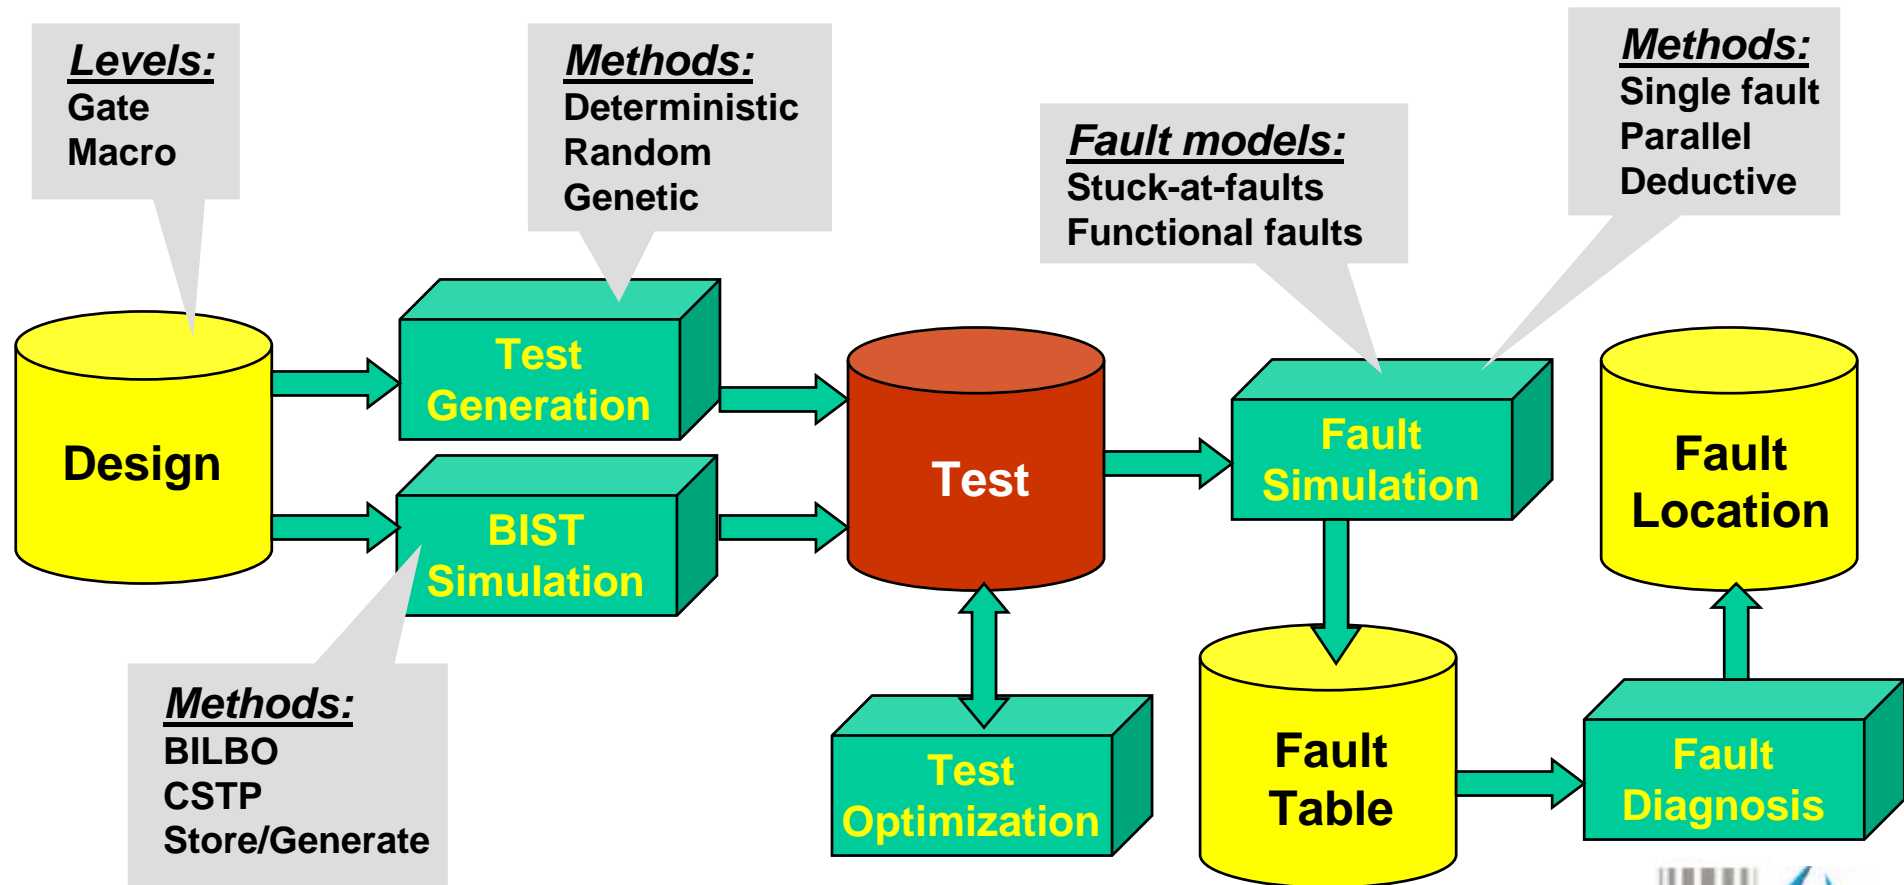 Levels:
Gate
Macro
Methods:
Deterministic
Random
Genetic
Fault models:
Stuck-at-faults
Functional faults
Methods:
Single fault
Parallel
Deductive
Design
Test
Generation
BIST
Simulation
Test
Fault
Simulation
Fault
Location
Methods:
BILBO
CSTP
Store/Generate
Test
Optimization
Fault
Table
Fault
Diagnosis